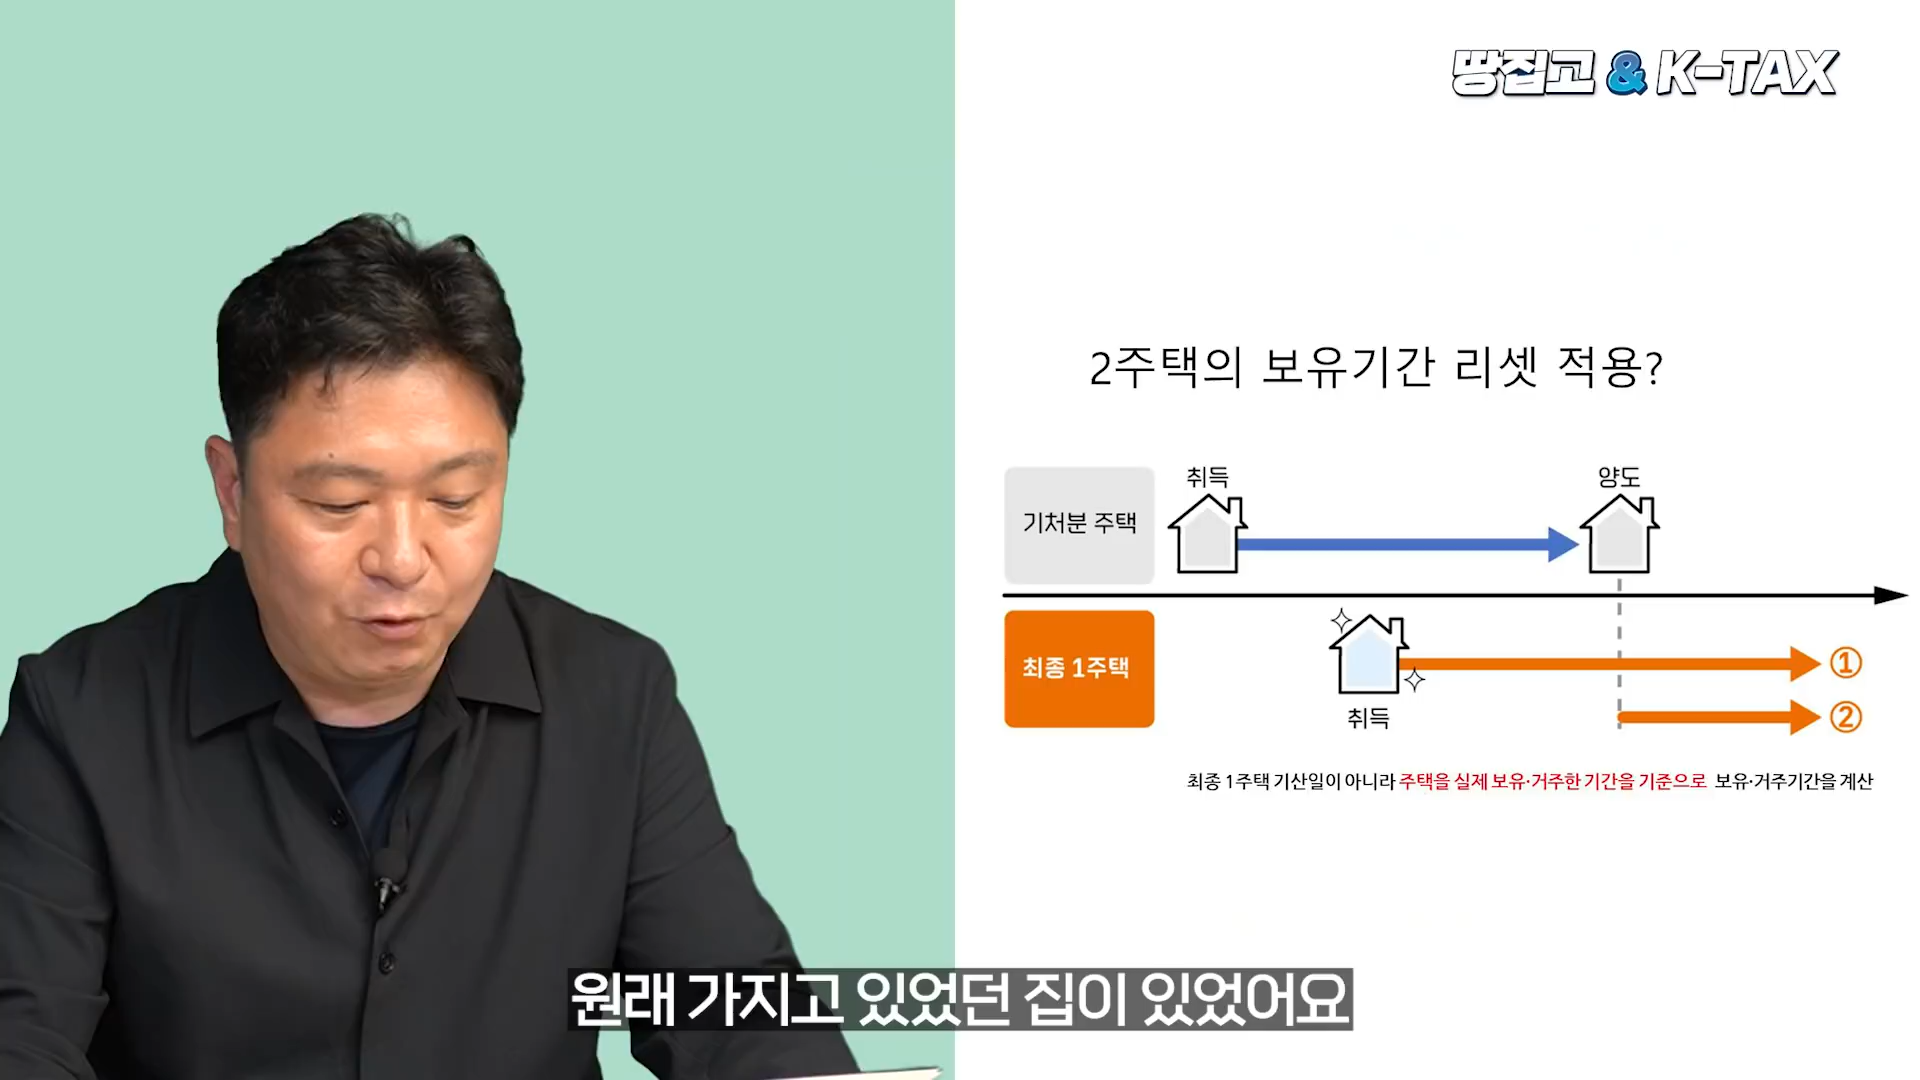 땅집고 & K-TAX
2주택의 보유기간 리셋 적용?
취득
양도
기처분 주택
최종 1주택
①
②
취득
최종 1주택 기산일이 아니라 주택을 실제 보유·거주한 기간을 기준으로 보유·거주기간을 계산
원래 가지고 있었던 집이 있었어요